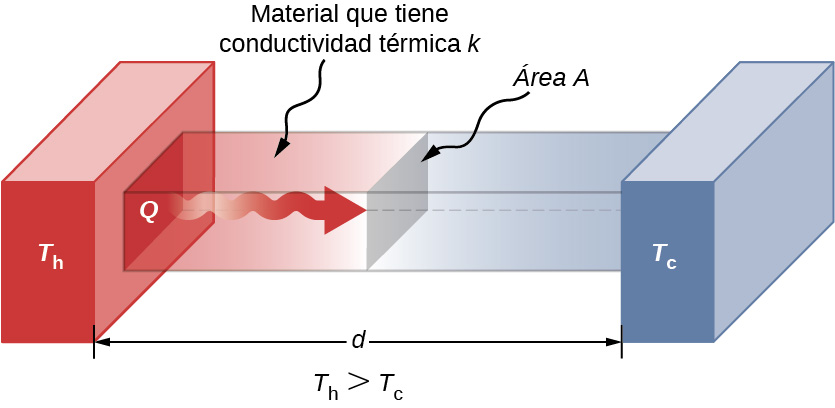 Material que tiene
conductividad térmica k
Área A
Q
Th
Tc
d
Th > Tc